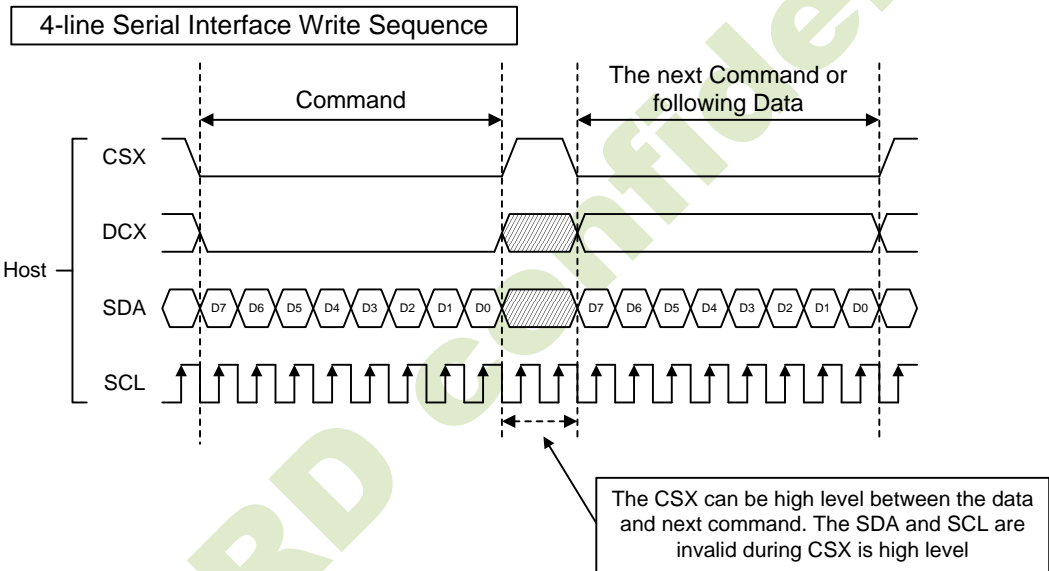 4-line Serial Interface Write Sequence
Command
The next Command or
following Data
CSX
DCX
Host
SDA
D7 D6 D5 D4 D3 D2 D1 D0
D7 D6 D5 D4 D3 D2 D1 D0
SCL
The CSX can be high level between the data
and next command. The SDA and SCL are
invalid during CSX is high level
RD confide